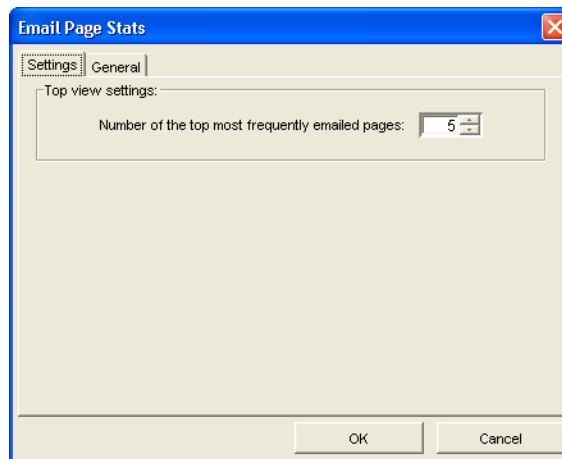 Email Page Stats
Settings General
Top view settings:
Number of the top most frequently emailed pages: 5
OK Cancel